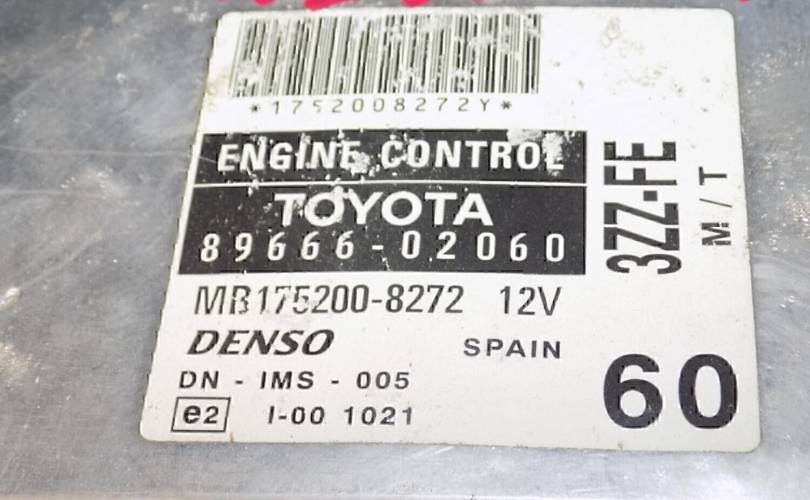 *1752008272Y*
ENGINE CONTROL
TOYOTA
89666-02060
MB175200-8272 12V
DENSO SPAIN
DN - IMS - 005
e2 I-00 1021
3ZZ-FE
M/T
60